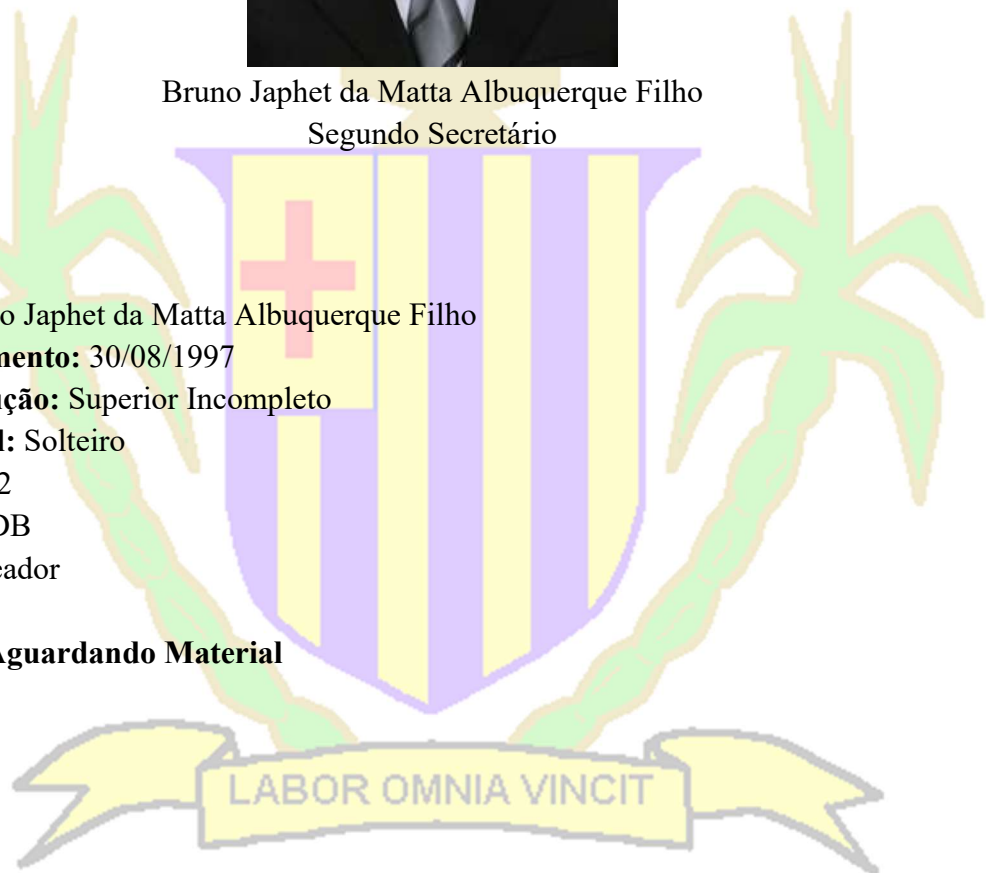 Bruno Japhet da Matta Albuquerque Filho
Segundo Secretário
o Japhet da Matta Albuquerque Filho
mento: 30/08/1997
ução: Superior Incompleto
l: Solteiro
2
DB
eador
Aguardando Material
LABOR OMNIA VINCIT